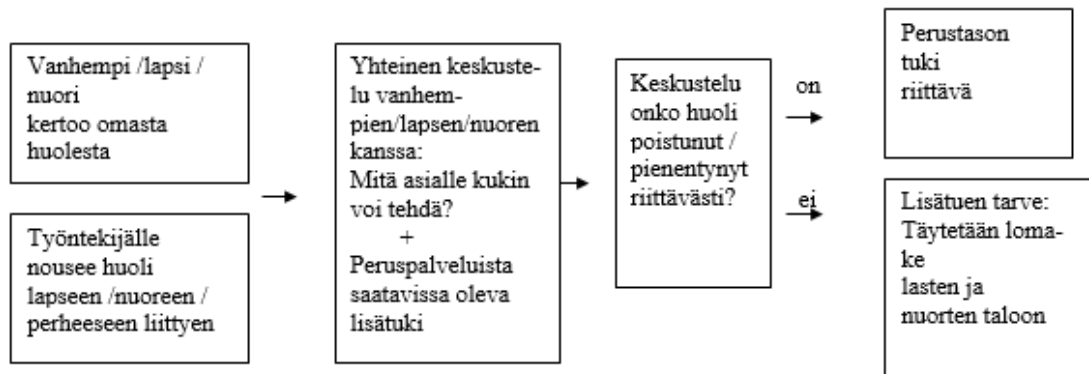 Vanhempi /lapsi /
nuori
kertoo omasta
huolesta
Työntekijälle
nousee huoli
lapseen /nuoreen /
perheeseen liittyen
Yhteinen keskuste-
lu vanhem-
pien/lapsen/nuoren
kanssa:
Mitä asialle kukin
voi tehdä?
+
Peruspalveluista
saatavissa oleva
lisätuki
Keskustelu
onko huoli
poistunut /
pienentynyt
riittävästi?
on
ei
Perustason
tuki
riittävä
Lisätuen tarve:
Täytetään loma-
ke
lasten ja
nuorten taloon